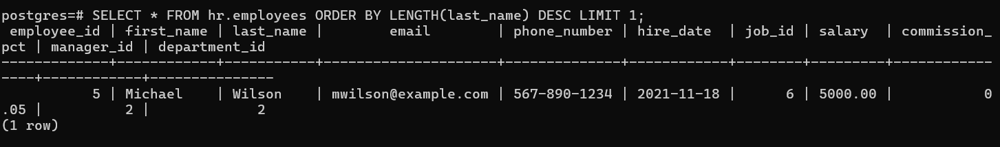 postgres=# SELECT * FROM hr.employees ORDER BY LENGTH(last_name) DESC LIMIT 1;
 employee_id | first_name | last_name |        email        | phone_number | hire_date  | job_id | salary  | commission_
pct | manager_id | department_id
-------------+------------+-----------+---------------------+--------------+------------+--------+---------+------------
----+------------+---------------
           5 | Michael    | Wilson    | mwilson@example.com | 567-890-1234 | 2021-11-18 |      6 | 5000.00 |           0
.05 |          2 |             2
(1 row)